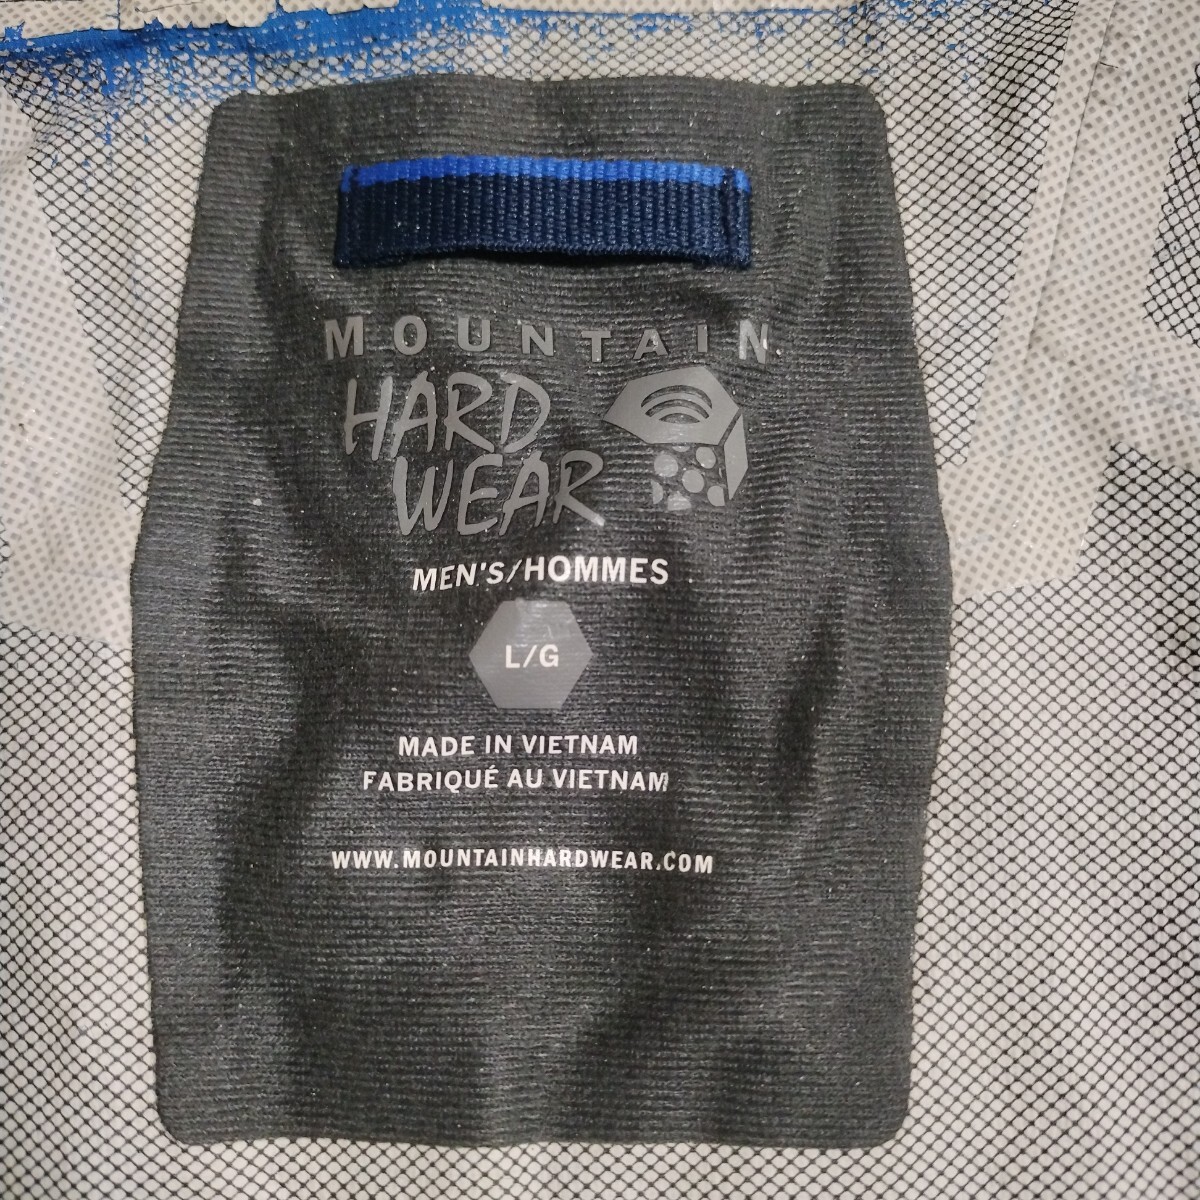 MOUNTAIN
HARD
WEAR
MEN'S/HOMMES
L/G
MADE IN VIETNAM
FABRIQUÉ AU VIETNAM
WWW.MOUNTAINHARDWEAR.COM